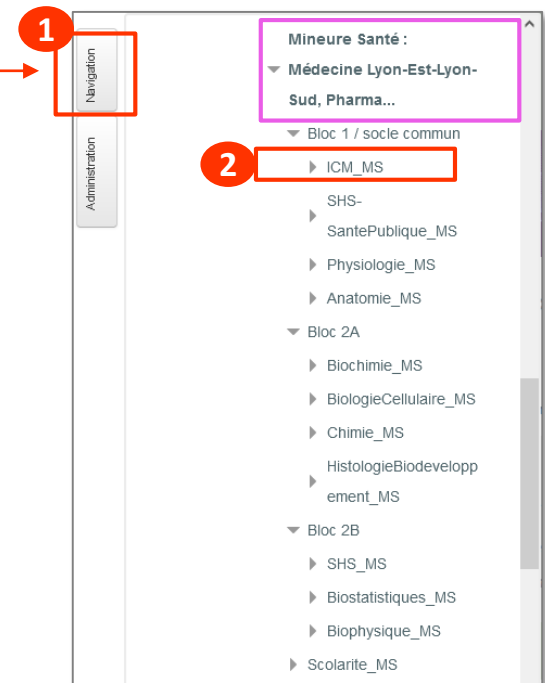 1
Navigation
Administration
Mineure Santé :
Médecine Lyon-Est-Lyon-
Sud, Pharma...
Bloc 1 / socle commun
2
ICM_MS
SHS-
SantePublique_MS
Physiologie_MS
Anatomie_MS
Bloc 2A
Biochimie_MS
BiologieCellulaire_MS
Chimie_MS
HistologieBiodevelopp
ement_MS
Bloc 2B
SHS_MS
Biostatistiques_MS
Biophysique_MS
Scolarite_MS